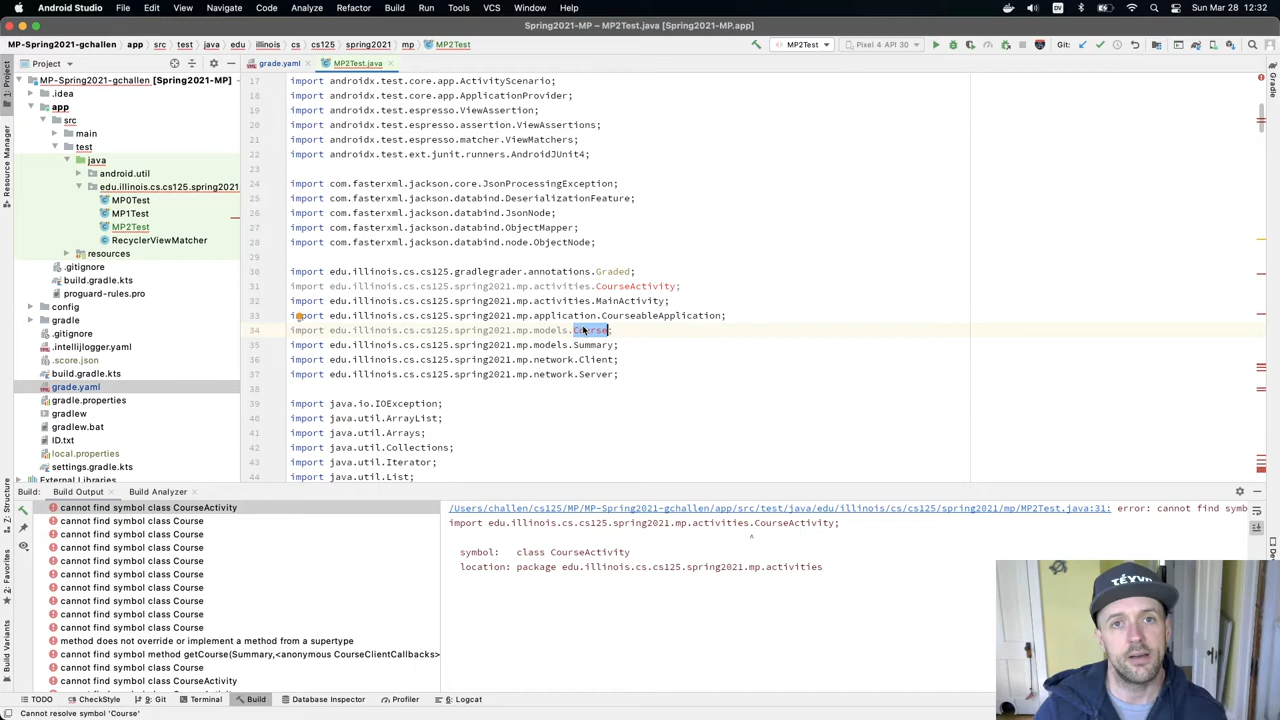 Android Studio File Edit View Navigate Code Analyze Refactor Build Run Tools VCS Window Help Sun Mar 28 12:32
Spring2021-MP – MP2Test.java [Spring2021-MP.app]
MP-Spring2021-gchallen app src test java edu illinois cs cs125 spring2021 mp MP2Test MP2Test Pixel 4 API 30 Git:
Project grade.yaml MP2Test.java
1: Project
Resource Manager
Z: Structure
2: Favorites
Build Variants
Gradle
MP-Spring2021-gchallen [Spring2021-MP]
.idea
app
src
main
test
java
android.util
edu.illinois.cs.cs125.spring2021
MP0Test
MP1Test
MP2Test
RecyclerViewMatcher
resources
.gitignore
build.gradle.kts
proguard-rules.pro
config
gradle
.gitignore
.intellijlogger.yaml
.score.json
build.gradle.kts
grade.yaml
gradle.properties
gradlew
gradlew.bat
ID.txt
local.properties
settings.gradle.kts
External Libraries
17 import androidx.test.core.app.ActivityScenario;
18 import androidx.test.core.app.ApplicationProvider;
19 import androidx.test.espresso.ViewAssertion;
20 import androidx.test.espresso.assertion.ViewAssertions;
21 import androidx.test.espresso.matcher.ViewMatchers;
22 import androidx.test.ext.junit.runners.AndroidJUnit4;
23
24 import com.fasterxml.jackson.core.JsonProcessingException;
25 import com.fasterxml.jackson.databind.DeserializationFeature;
26 import com.fasterxml.jackson.databind.JsonNode;
27 import com.fasterxml.jackson.databind.ObjectMapper;
28 import com.fasterxml.jackson.databind.node.ObjectNode;
29
30 import edu.illinois.cs.cs125.gradlegrader.annotations.Graded;
31 import edu.illinois.cs.cs125.spring2021.mp.activities.CourseActivity;
32 import edu.illinois.cs.cs125.spring2021.mp.activities.MainActivity;
33 import edu.illinois.cs.cs125.spring2021.mp.application.CourseableApplication;
34 import edu.illinois.cs.cs125.spring2021.mp.models.Course;
35 import edu.illinois.cs.cs125.spring2021.mp.models.Summary;
36 import edu.illinois.cs.cs125.spring2021.mp.network.Client;
37 import edu.illinois.cs.cs125.spring2021.mp.network.Server;
38
39 import java.io.IOException;
40 import java.util.ArrayList;
41 import java.util.Arrays;
42 import java.util.Collections;
43 import java.util.Iterator;
44 import java.util.List;
Build: Build Output Build Analyzer
cannot find symbol class CourseActivity
cannot find symbol class Course
cannot find symbol class Course
cannot find symbol class Course
cannot find symbol class Course
cannot find symbol class Course
cannot find symbol class Course
cannot find symbol class Course
cannot find symbol class Course
cannot find symbol class Course
method does not override or implement a method from a supertype
cannot find symbol method getCourse(Summary,<anonymous CourseClientCallbacks>
cannot find symbol class Course
cannot find symbol class CourseActivity
/Users/challen/cs125/MP/MP-Spring2021-gchallen/app/src/test/java/edu/illinois/cs/cs125/spring2021/mp/MP2Test.java:31: error: cannot find symb
import edu.illinois.cs.cs125.spring2021.mp.activities.CourseActivity;
^
symbol: class CourseActivity
location: package edu.illinois.cs.cs125.spring2021.mp.activities
TODO CheckStyle 9: Git Terminal Build Database Inspector Profiler 6: Logcat
Cannot resolve symbol 'Course'